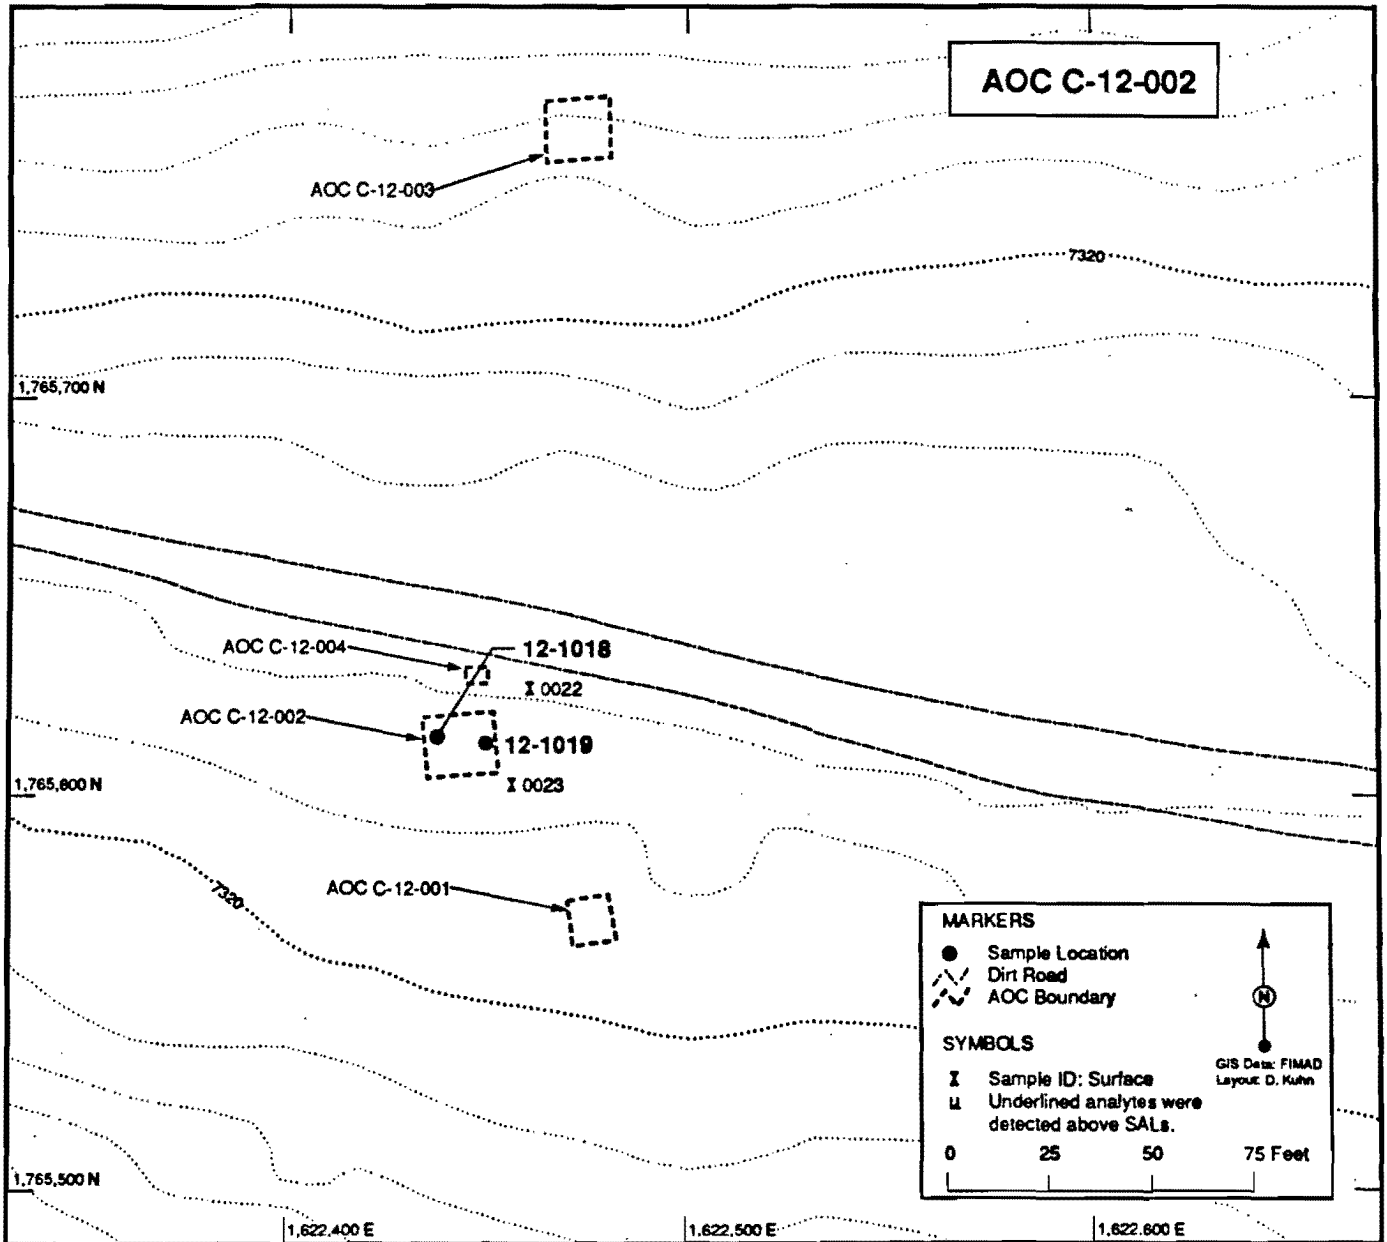 AOC C-12-002
AOC C-12-003
7320
1,765,700 N
AOC C-12-004
12-1018
I 0022
AOC C-12-002
12-1019
I 0023
1,765,600 N
7320
AOC C-12-001
MARKERS
Sample Location
Dirt Road
AOC Boundary
N
GIS Data: FIMAD
Layout: D. Kuhn
SYMBOLS
I Sample ID: Surface
u Underlined analytes were
detected above SALs.
0 25 50 75 Feet
1,765,500 N
1,622,400 E
1,622,500 E
1,622,600 E